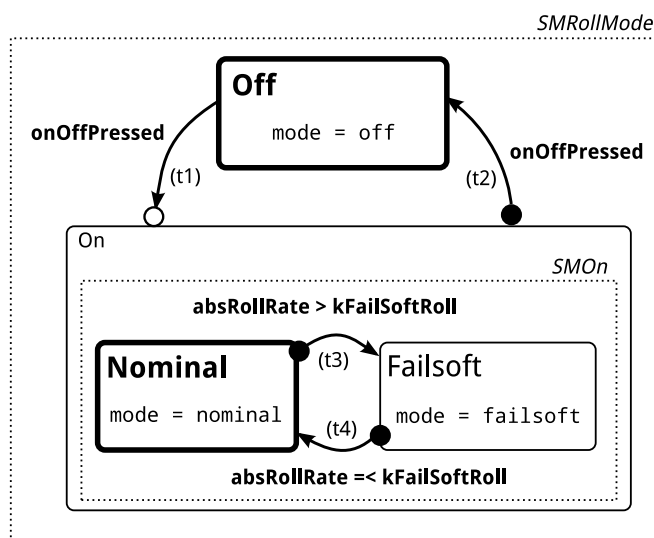 SMRollMode
Off
mode = off
onOffPressed
onOffPressed
(t1)
(t2)
On
SMOn
absRollRate > kFailSoftRoll
Nominal
(t3)
Failsoft
mode = nominal
mode = failsoft
(t4)
absRollRate =< kFailSoftRoll